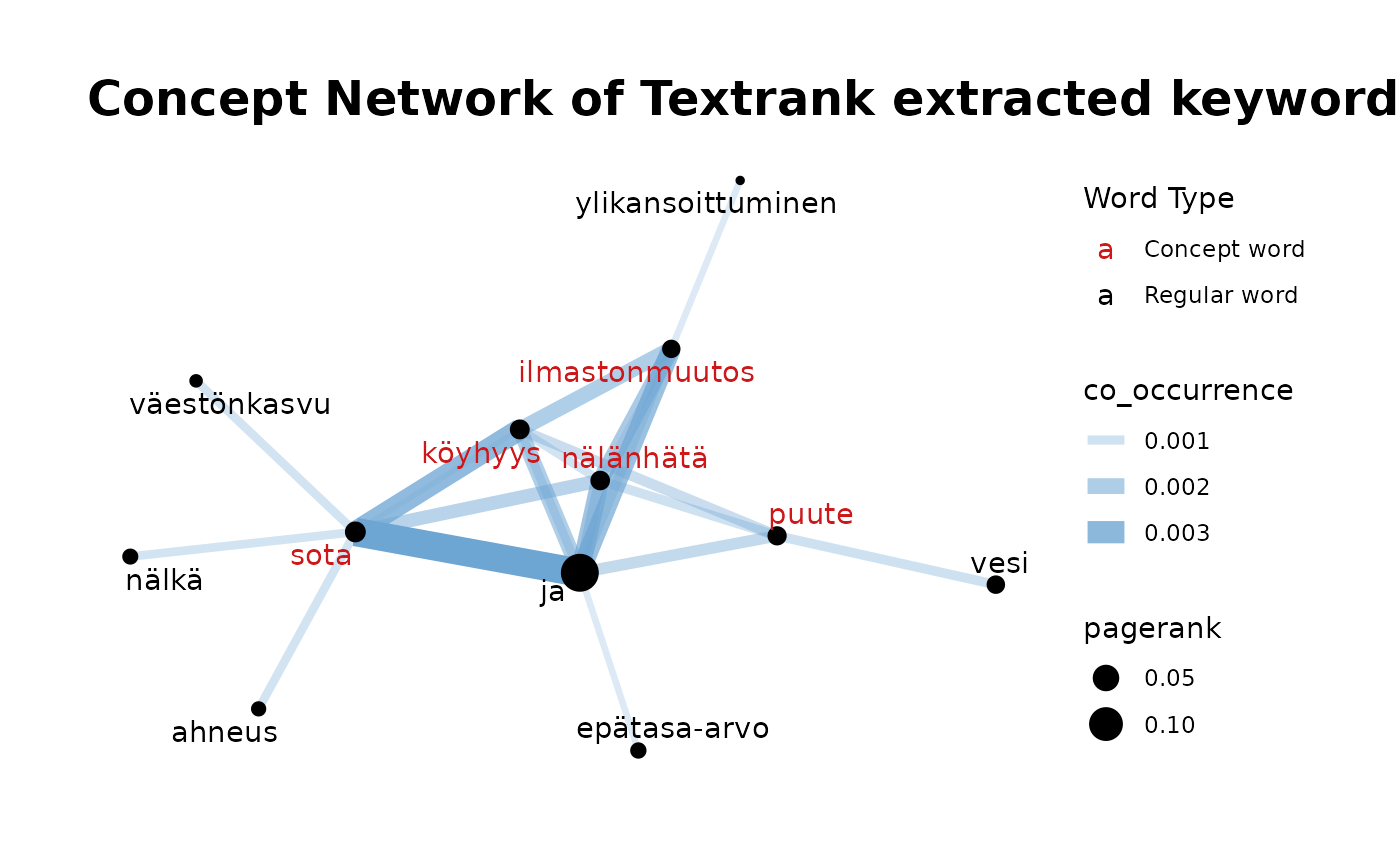 Concept Network of Textrank extracted keyword
ylikansoittuminen
ilmastonmuutos
väestönkasvu
köyhyys
nälänhätä
puute
sota
nälkä
ja
vesi
ahneus
epätasa-arvo
Word Type
a Concept word
a Regular word
co_occurrence
0.001
0.002
0.003
pagerank
0.05
0.10